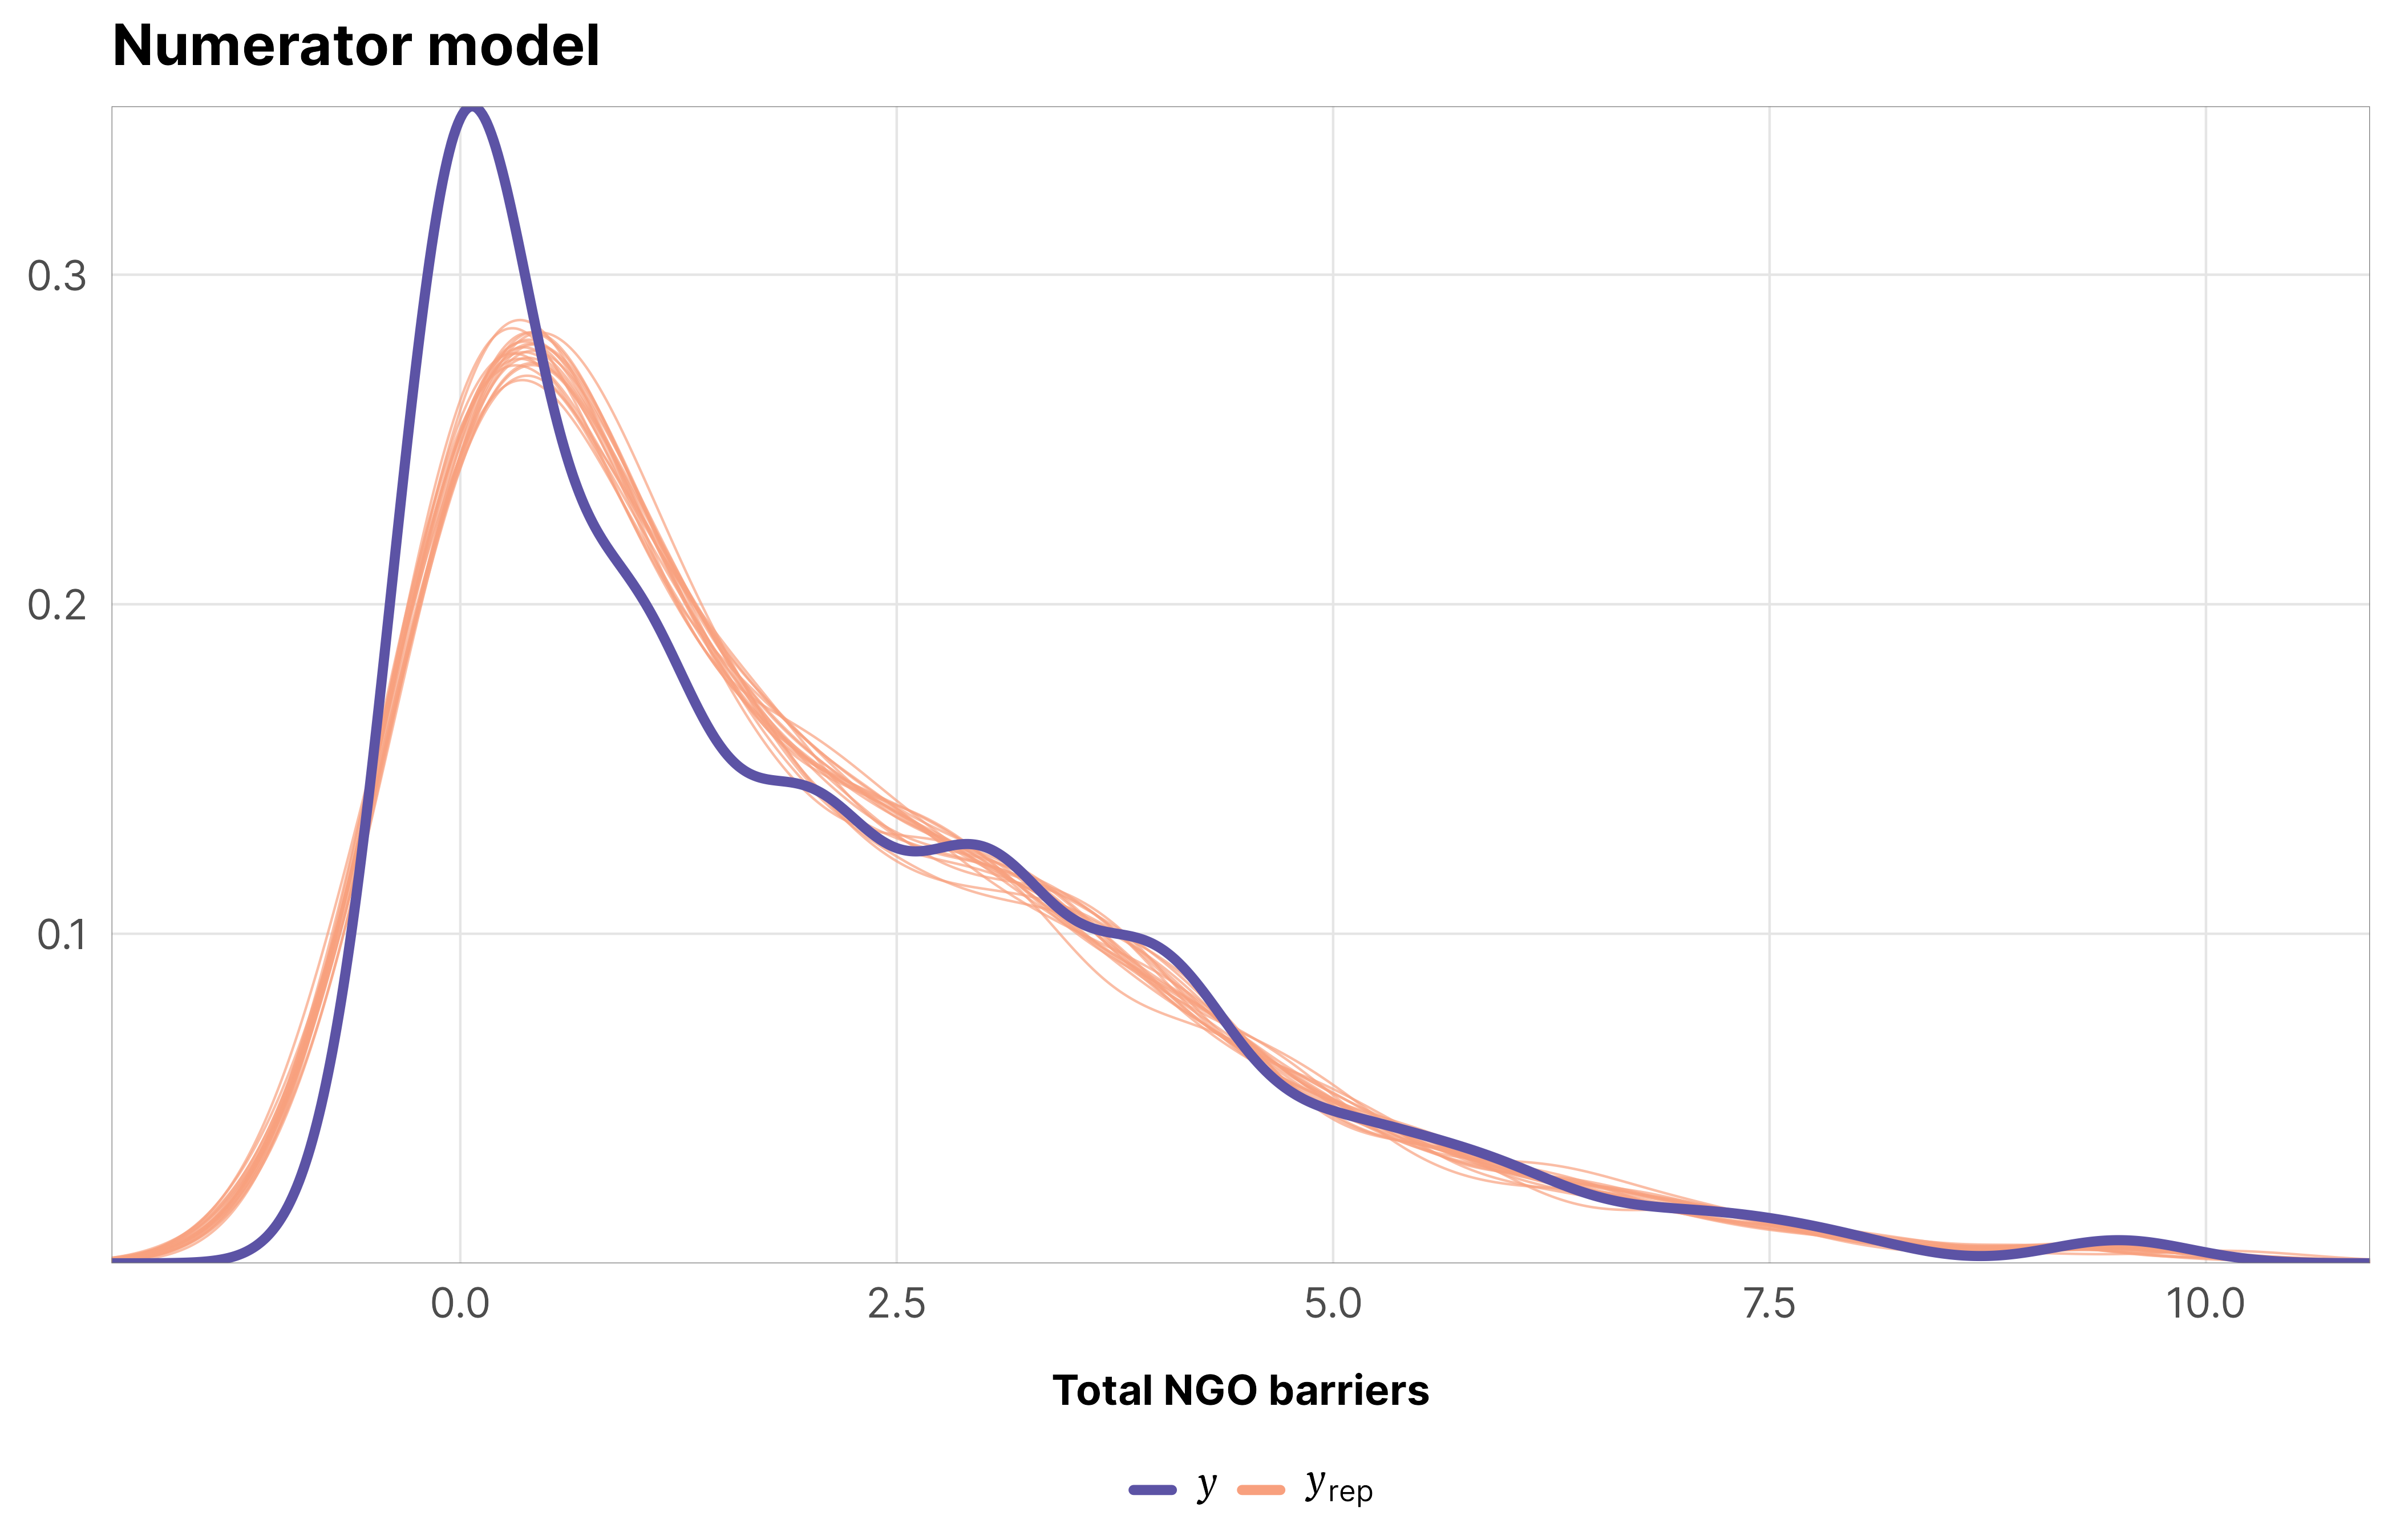 Numerator model
0.3
0.2
0.1
0.0 2.5 5.0 7.5 10.0
Total NGO barriers
y yrep